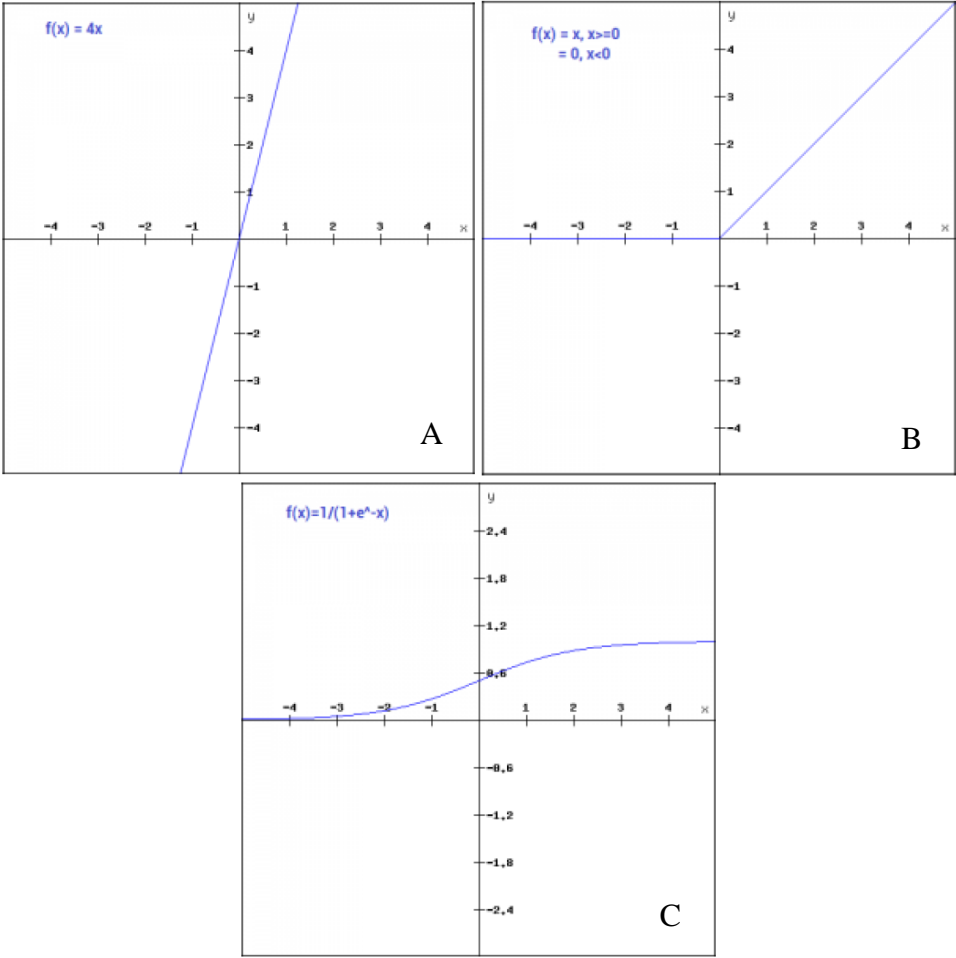 f(x) = 4x
y
4
3
2
1
-4 -3 -2 -1 1 2 3 4 x
-1
-2
-3
-4
A
f(x) = x, x>=0
= 0, x<0
y
4
3
2
1
-4 -3 -2 -1 1 2 3 4 x
-1
-2
-3
-4
B
f(x)=1/(1+e^-x)
y
2.4
1.8
1.2
0.6
-4 -3 -2 -1 1 2 3 4 x
-0.6
-1.2
-1.8
-2.4
C